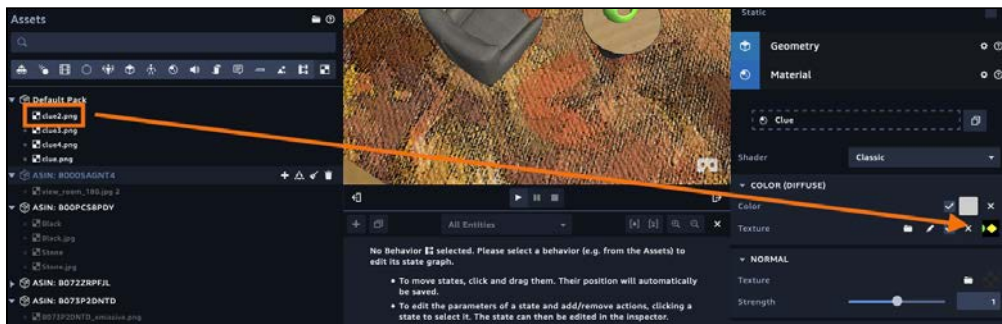 Assets
Default Pack
clue2.png
clue3.png
clue4.png
clue.png
ASIN: B0005AGNT4
view_room_180.jpg 2
ASIN: B00PCSBPDY
Black
Black.jpg
Stone
Stone.jpg
ASIN: B072ZRPFJL
ASIN: B073P2DNTD
B073P2DNTD_emissive.png
All Entities
No Behavior selected. Please select a behavior (e.g. from the Assets) to
edit its state graph.
• To move states, click and drag them. Their position will automatically
be saved.
• To edit the parameters of a state and add/remove actions, clicking a
state to select it. The state can then be edited in the inspector.
Static
Geometry
Material
Clue
Shader
Classic
COLOR (DIFFUSE)
Color
Texture
NORMAL
Texture
Strength
1